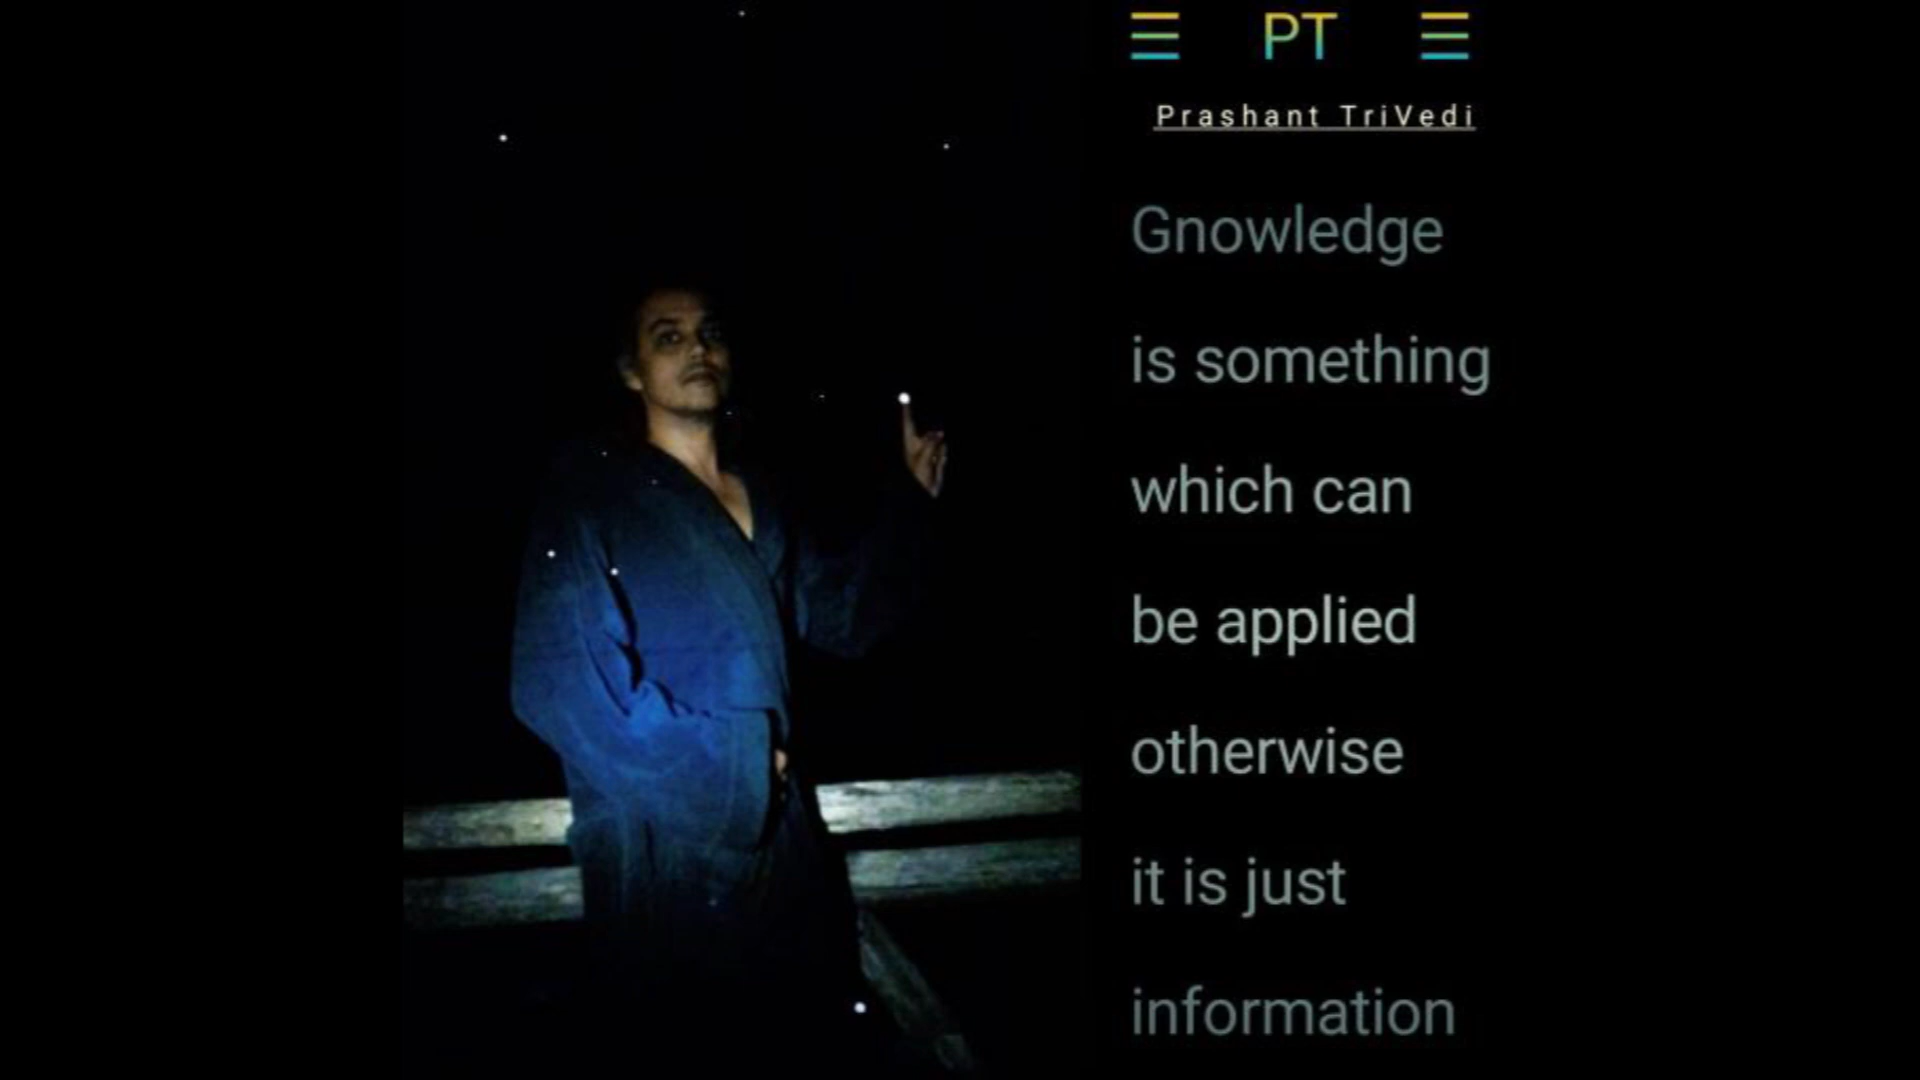 ☰ PT ☰
Prashant TriVedi
Gnowledge
is something
which can
be applied
otherwise
it is just
information